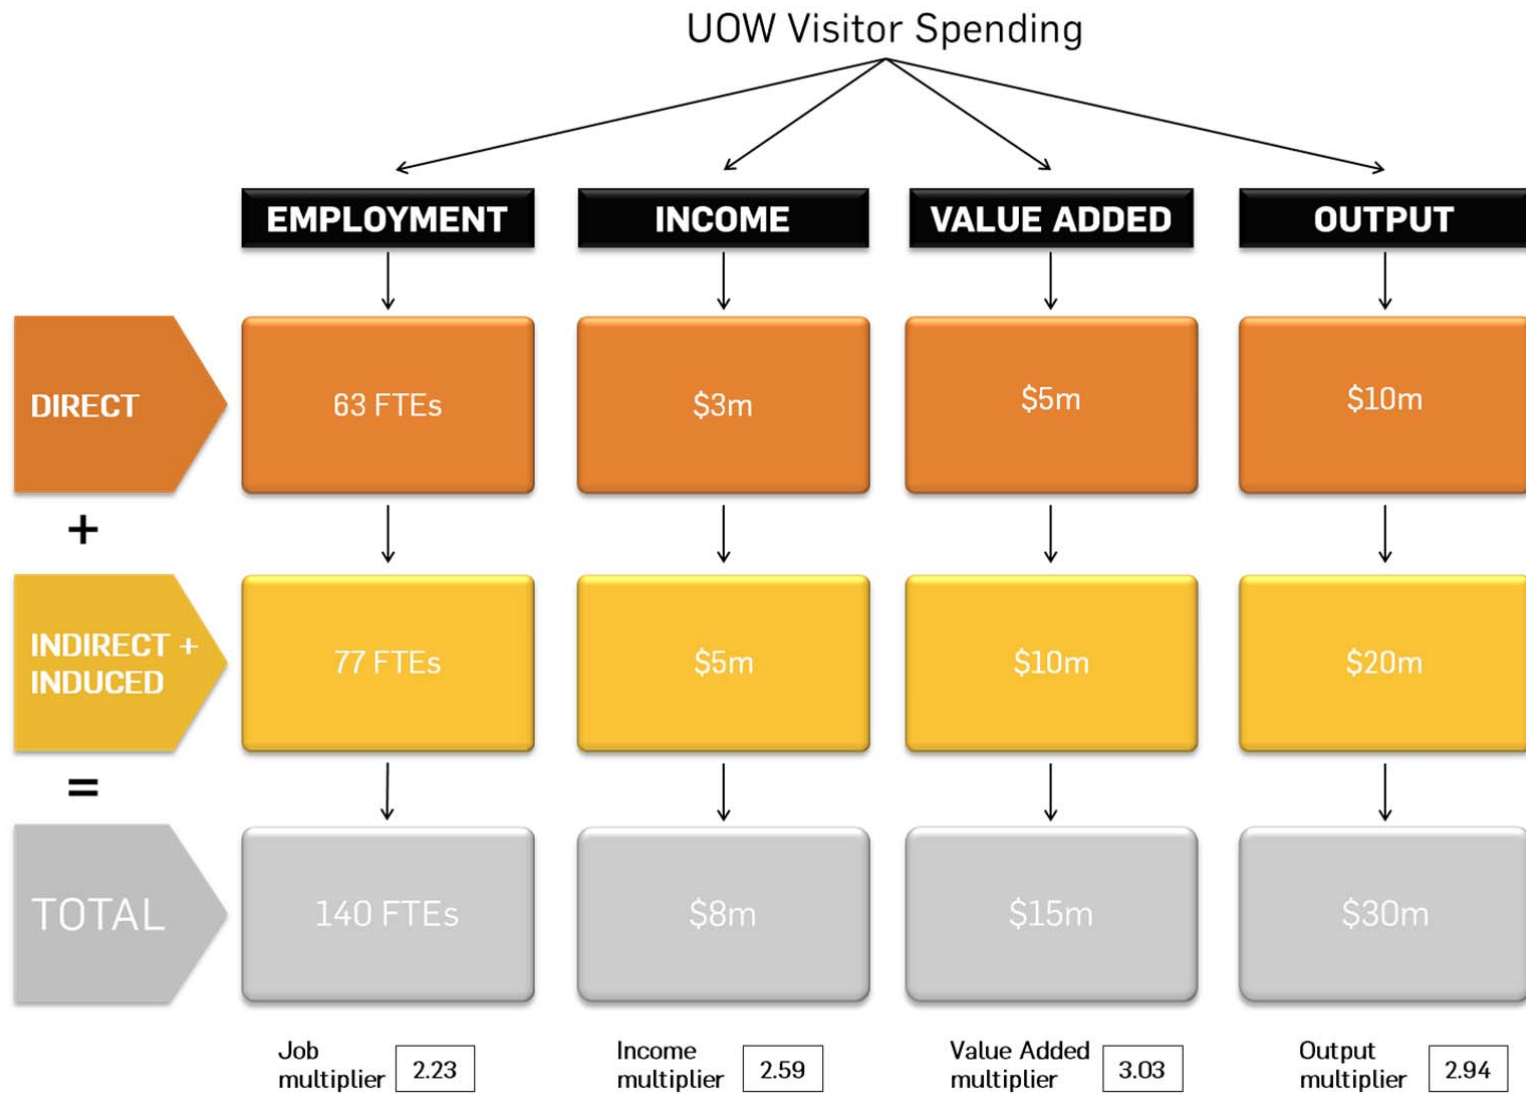 UOW Visitor Spending
EMPLOYMENT
INCOME
VALUE ADDED
OUTPUT
DIRECT
63 FTEs
$3m
$5m
$10m
+
INDIRECT +
INDUCED
77 FTEs
$5m
$10m
$20m
=
TOTAL
140 FTEs
$8m
$15m
$30m
Job
multiplier
2.23
Income
multiplier
2.59
Value Added
multiplier
3.03
Output
multiplier
2.94